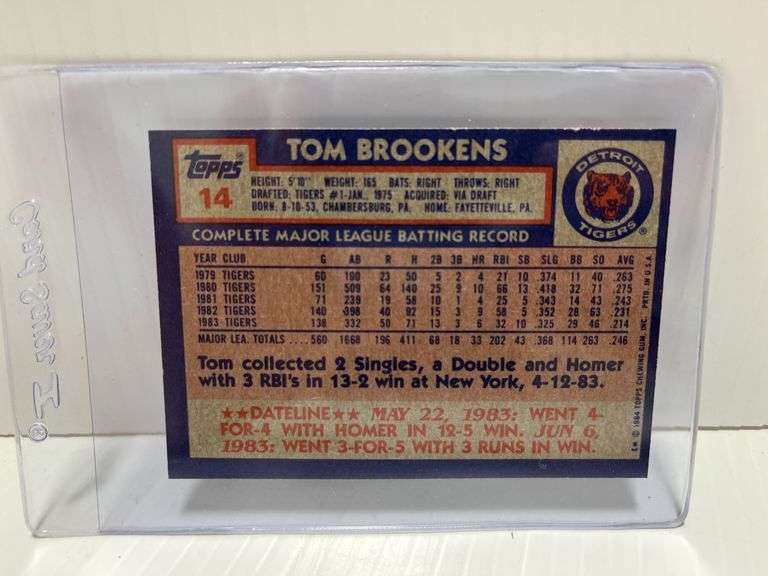 topps
14
TOM BROOKENS
HEIGHT: 5'10" WEIGHT: 165 BATS: RIGHT THROWS: RIGHT
DRAFTED: TIGERS #1-JAN., 1975 ACQUIRED: VIA DRAFT
BORN: 8-10-53, CHAMBERSBURG, PA. HOME: FAYETTEVILLE, PA.
DETROIT
TIGERS
COMPLETE MAJOR LEAGUE BATTING RECORD
YEAR CLUB G AB R H 2B 3B HR RBI SB SLG BB SO AVG
1979 TIGERS 60 190 23 50 5 2 4 21 10 .374 11 40 .263
1980 TIGERS 151 509 64 140 25 9 10 66 13 .418 32 71 .275
1981 TIGERS 71 239 19 58 10 1 4 25 5 .343 14 43 .243
1982 TIGERS 140 398 40 92 15 3 9 58 5 .352 28 63 .231
1983 TIGERS 138 332 50 71 13 3 6 32 10 .325 29 46 .214
MAJOR LEA. TOTALS ..... 560 1668 196 411 68 18 33 202 43 .368 114 263 .246
Tom collected 2 Singles, a Double and Homer
with 3 RBI's in 13-2 win at New York, 4-12-83.
★★DATELINE★★ MAY 22, 1983: WENT 4-
FOR-4 WITH HOMER IN 12-5 WIN. JUN 6,
1983: WENT 3-FOR-5 WITH 3 RUNS IN WIN.
© 1984 TOPPS CHEWING GUM, INC. PRTD. IN U.S.A.
Card Saver I
®